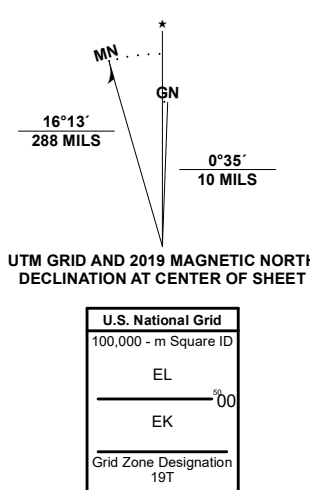 ★
MN
GN
16°13´
288 MILS
0°35´
10 MILS
UTM GRID AND 2019 MAGNETIC NORTH
DECLINATION AT CENTER OF SHEET
U.S. National Grid
100,000 - m Square ID
EL
50 00
EK
Grid Zone Designation
19T